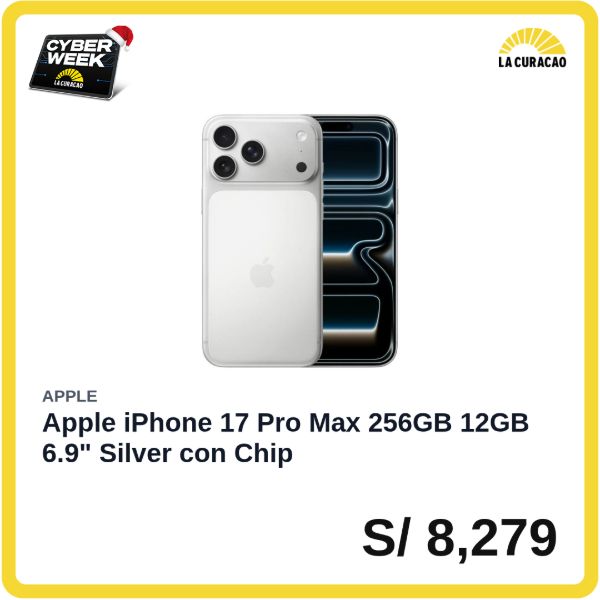 CYBER
WEEK
LA CURACAO
LA CURACAO
APPLE
Apple iPhone 17 Pro Max 256GB 12GB
6.9" Silver con Chip
S/ 8,279